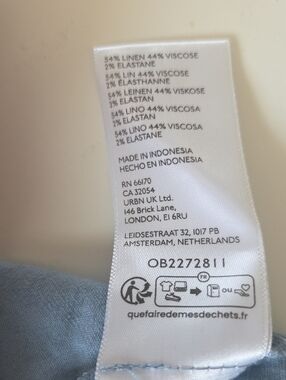 54% LINEN 44% VISCOSE
2% ELASTANE
54% LIN 44% VISCOSE
2% ÉLASTHANNE
54% LEINEN 44% VISKOSE
2% ELASTAN
54% LINO 44% VISCOSA
2% ELASTAN
54% LINO 44% VISCOSA
2% ELASTANE
MADE IN INDONESIA
HECHO EN INDONESIA
RN 66170
CA 32054
URBN UK Ltd.
146 Brick Lane,
LONDON, E1 6RU
LEIDSESTRAAT 32, 1017 PB
AMSTERDAM, NETHERLANDS
OB2272811
FR
ou
quefairedemesdechets.fr